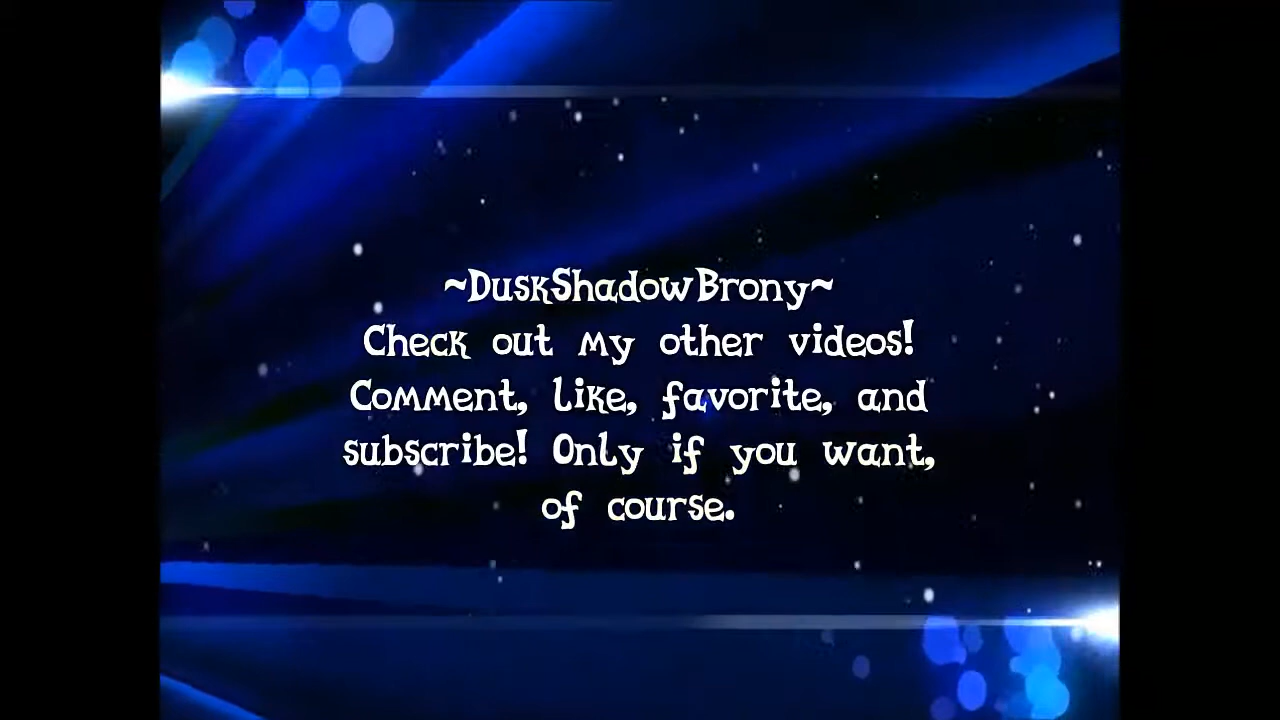 ~DuskShadowBrony~
Check out my other videos!
Comment, like, favorite, and
subscribe! Only if you want,
of course.